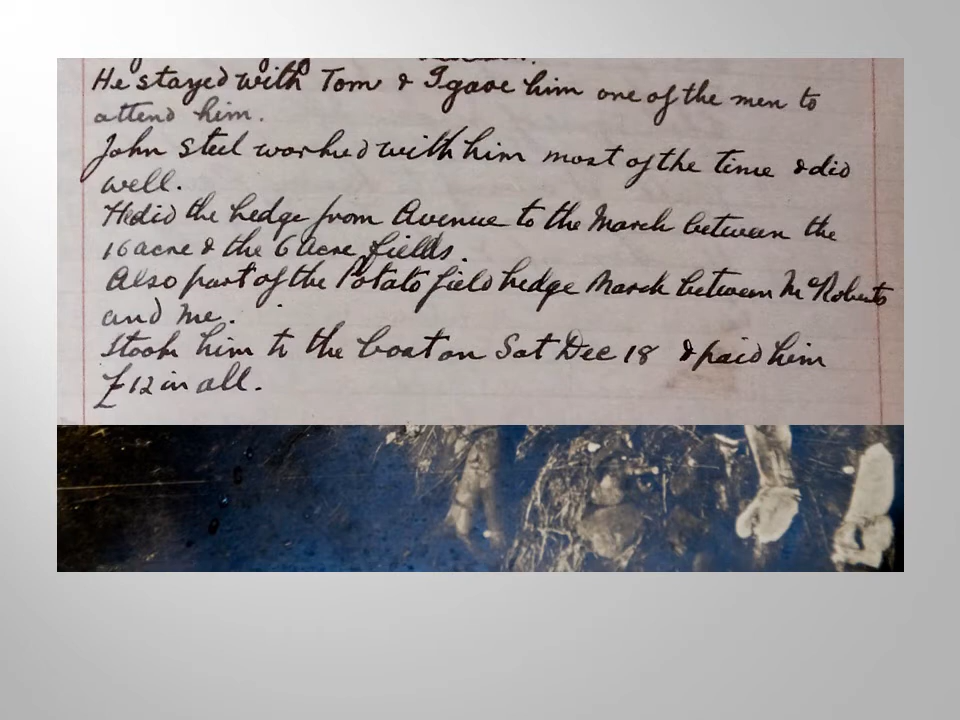 He stayed with Tom & I gave him one of the men to
attend him.
John Steel worked with him most of the time & did
well.
He did the hedge from Avenue to the March between the
16 acre & the 6 acre fields.
Also part of the Potato field hedge March between McRoberts
and me.
I took him to the boat on Sat Dec 18 & paid him
£12 in all.